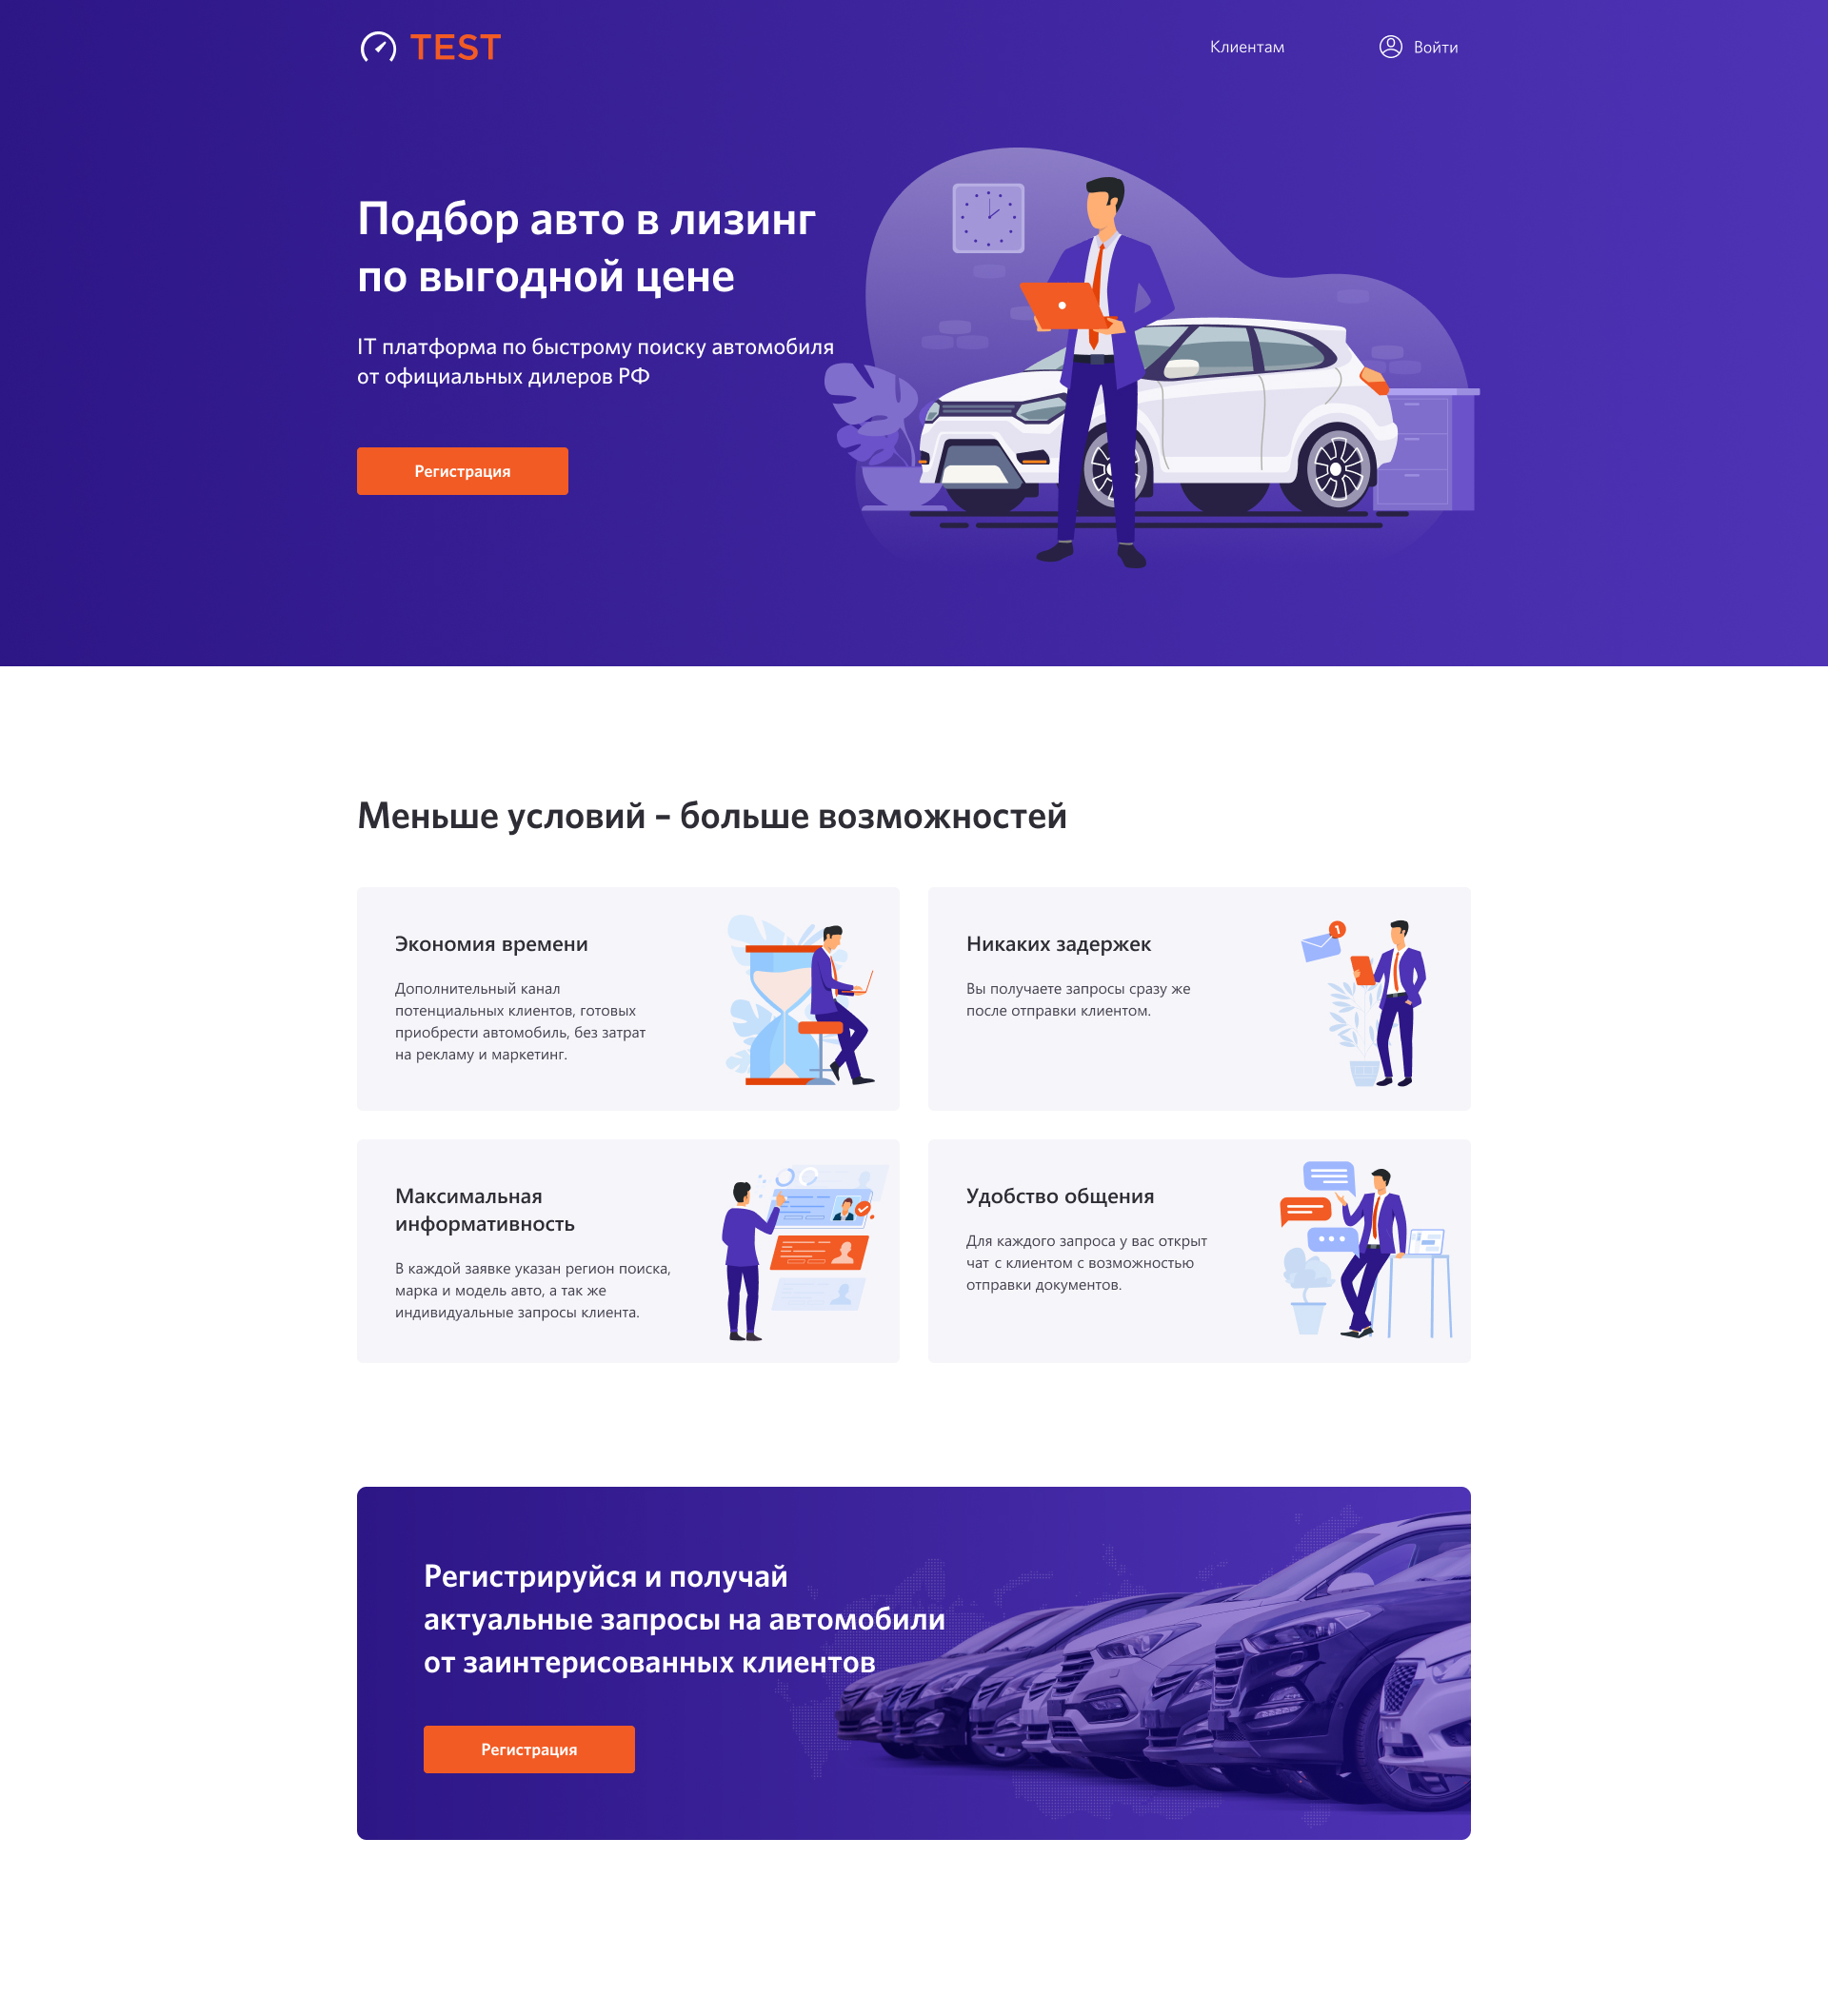 TEST
Клиентам
Войти
Подбор авто в лизинг
по выгодной цене
IT платформа по быстрому поиску автомобиля
от официальных дилеров РФ
Регистрация
Меньше условий – больше возможностей
Экономия времени
Дополнительный канал
потенциальных клиентов, готовых
приобрести автомобиль, без затрат
на рекламу и маркетинг.
Никаких задержек
Вы получаете запросы сразу же
после отправки клиентом.
1
Максимальная
информативность
В каждой заявке указан регион поиска,
марка и модель авто, а так же
индивидуальные запросы клиента.
Удобство общения
Для каждого запроса у вас открыт
чат с клиентом с возможностью
отправки документов.
Регистрируйся и получай
актуальные запросы на автомобили
от заинтерисованных клиентов
Регистрация